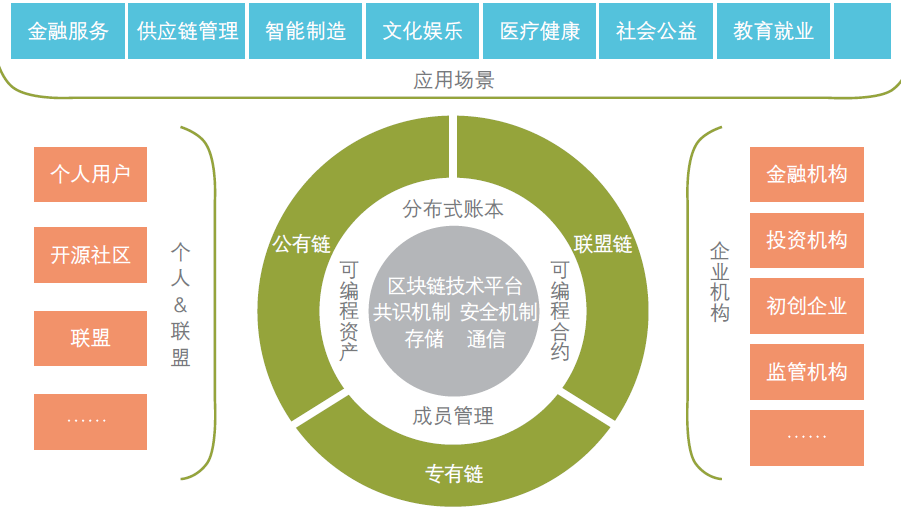 金融服务
供应链管理
智能制造
文化娱乐
医疗健康
社会公益
教育就业
应用场景
个人用户
开源社区
联盟
……
个人&联盟
公有链
联盟链
专有链
分布式账本
可编程资产
可编程合约
成员管理
区块链技术平台
共识机制 安全机制
存储 通信
企业机构
金融机构
投资机构
初创企业
监管机构
……